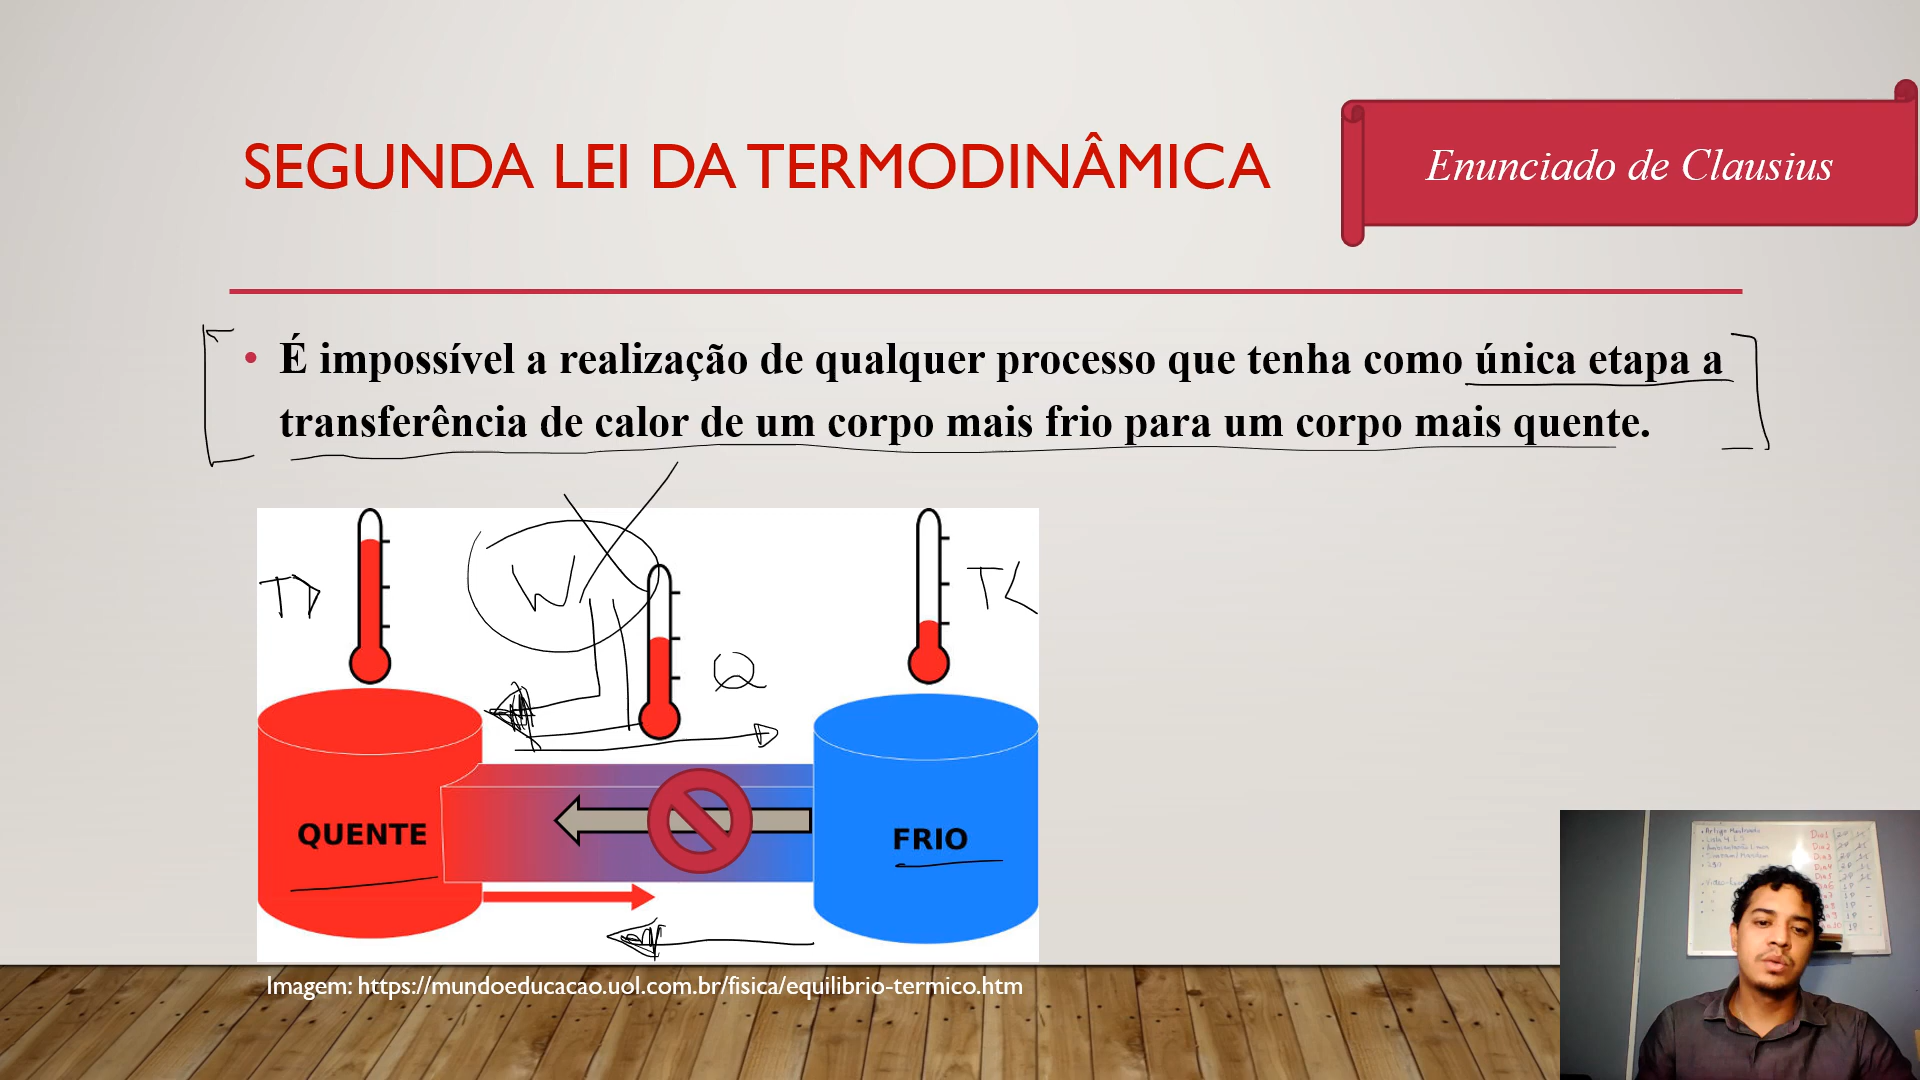 SEGUNDA LEI DA TERMODINÂMICA
Enunciado de Clausius
• É impossível a realização de qualquer processo que tenha como única etapa a
transferência de calor de um corpo mais frio para um corpo mais quente.
W
Q
QUENTE
FRIO
Imagem: https://mundoeducacao.uol.com.br/fisica/equilibrio-termico.htm